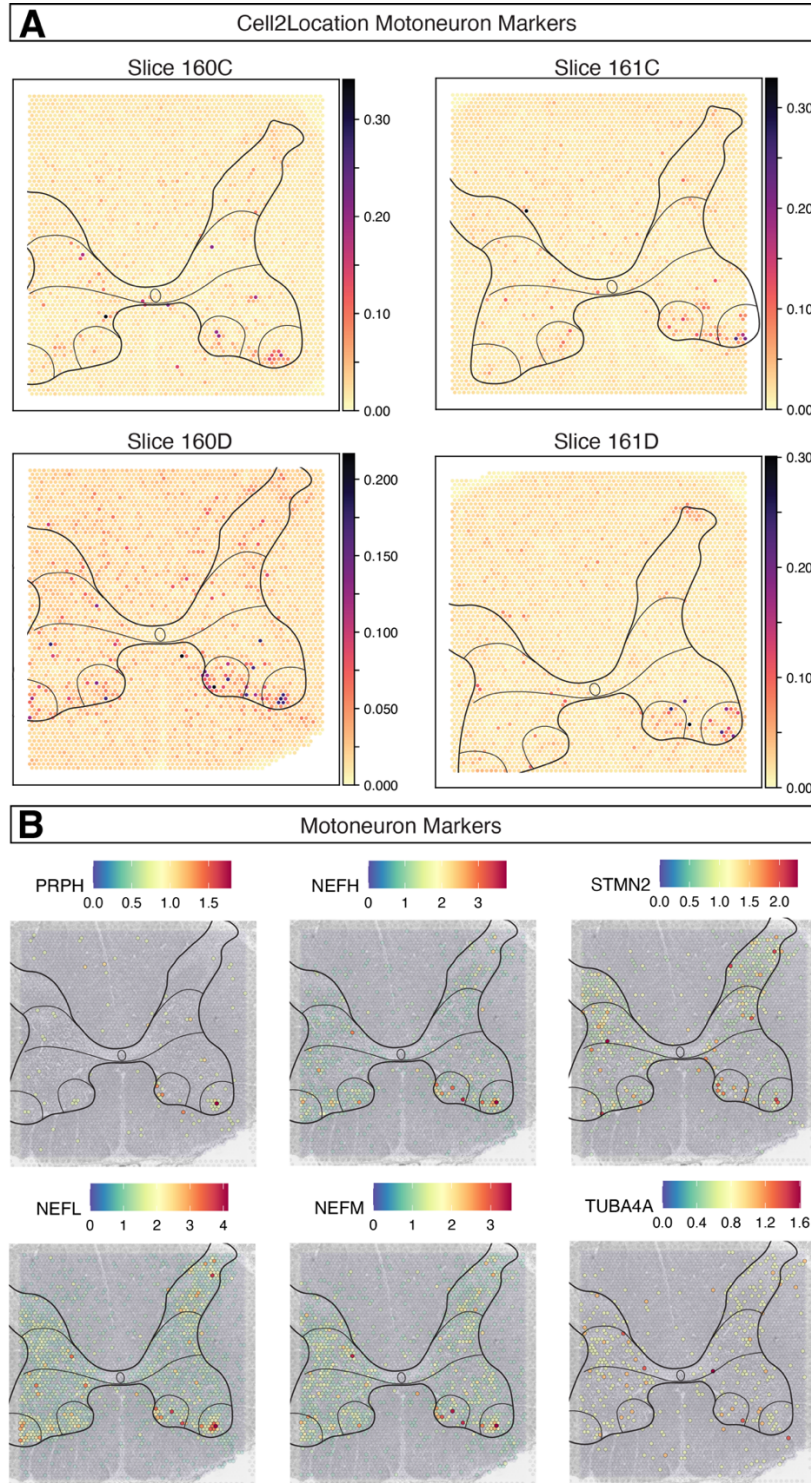 A Cell2Location Motoneuron Markers
Slice 160C
Slice 161C
0.30
0.20
0.10
0.00
0.30
0.20
0.10
0.00
Slice 160D
Slice 161D
0.200
0.150
0.100
0.050
0.000
0.30
0.20
0.10
0.00
B Motoneuron Markers
PRPH
0.0 0.5 1.0 1.5
NEFH
0 1 2 3
STMN2
0.0 0.5 1.0 1.5 2.0
NEFL
0 1 2 3 4
NEFM
0 1 2 3
TUBA4A
0.0 0.4 0.8 1.2 1.6